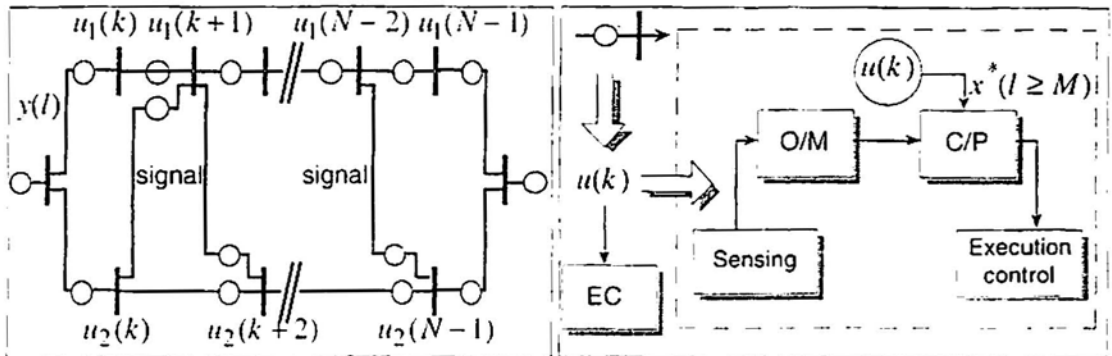 u₁(k) u₁(k+1) u₁(N−2) u₁(N−1)
y(l)
signal signal
u₂(k) u₂(k+2) u₂(N−1)
u(k)
x*(l ≥ M)
O/M C/P
u(k)
Sensing
Execution
control
EC